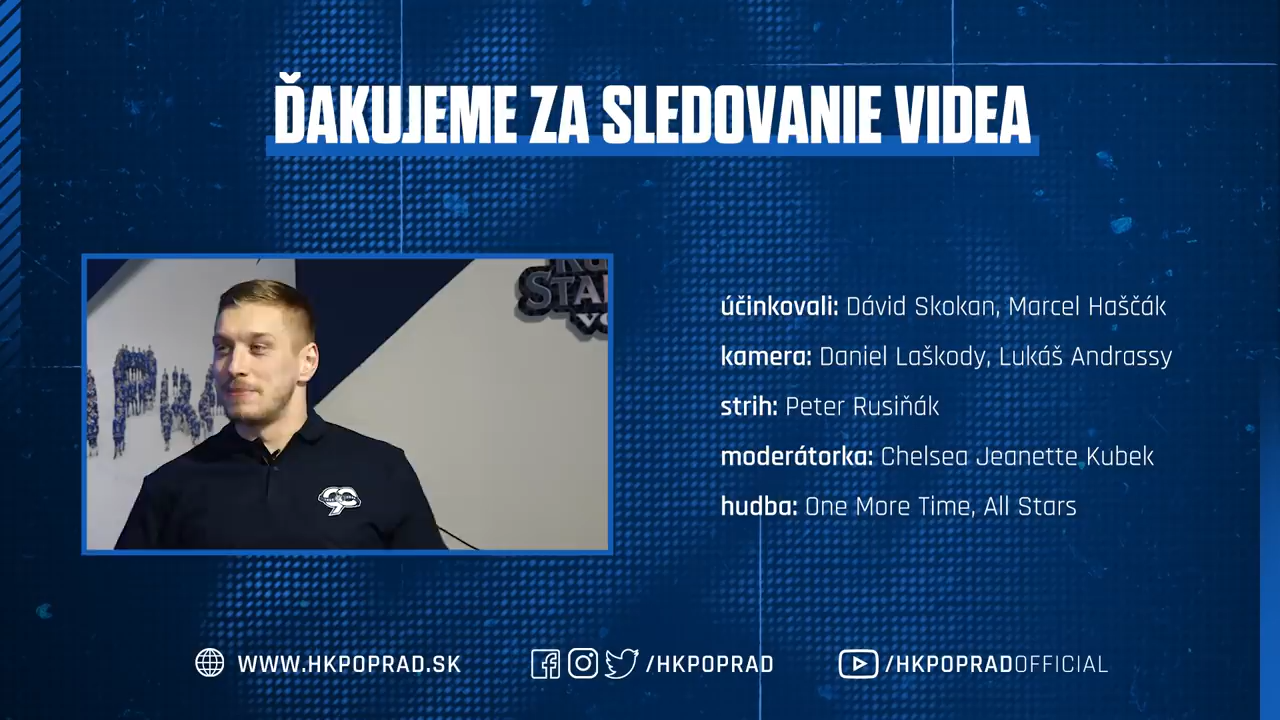 ĎAKUJEME ZA SLEDOVANIE VIDEA
účinkovali: Dávid Skokan, Marcel Haščák
kamera: Daniel Laškody, Lukáš Andrassy
strih: Peter Rusiňák
moderátorka: Chelsea Jeanette Kubek
hudba: One More Time, All Stars
WWW.HKPOPRAD.SK
/HKPOPRAD
/HKPOPRADOFFICIAL